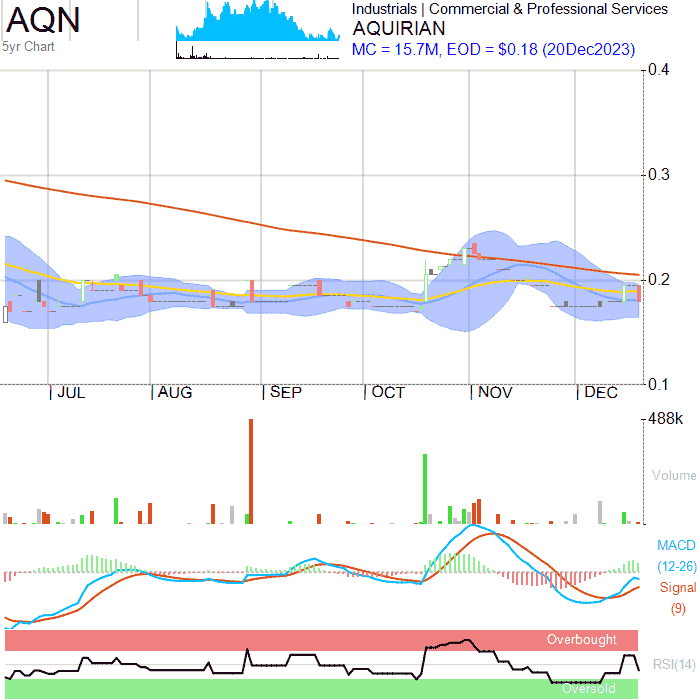 AQN
5yr Chart
Industrials | Commercial & Professional Services
AQUIRIAN
MC = 15.7M, EOD = $0.18 (20Dec2023)
0.4
0.3
0.2
0.1
| JUL | AUG | SEP | OCT | NOV | DEC
488k
Volume
MACD
(12-26)
Signal
(9)
Overbought
RSI(14)
Oversold